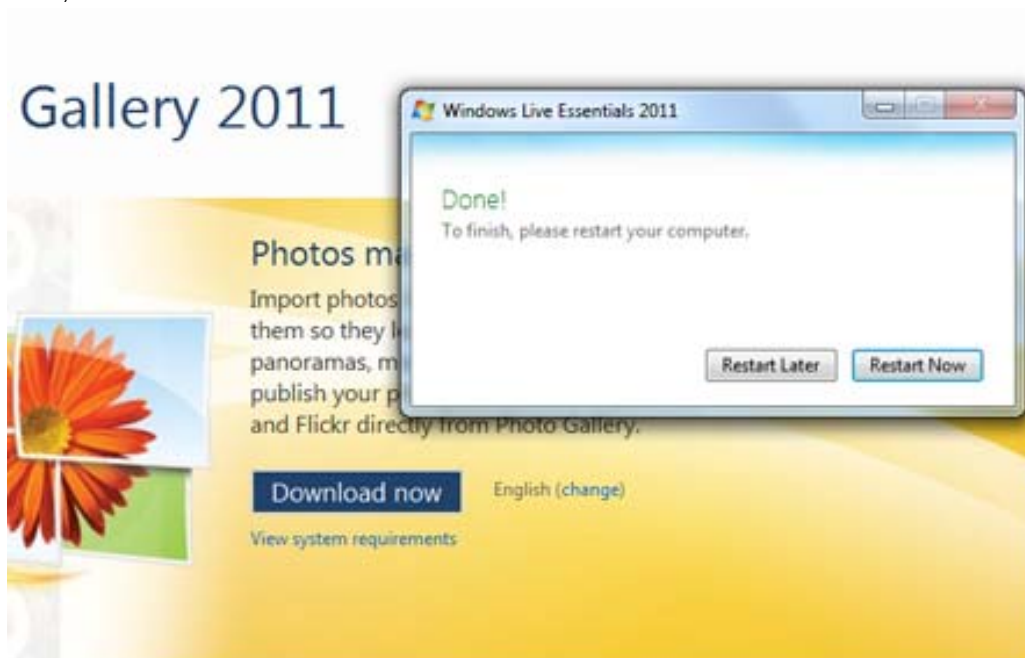 Gallery 2011
Windows Live Essentials 2011
Done!
To finish, please restart your computer.
Restart Later
Restart Now
Photos ma
Import photos
them so they l
panoramas, m
publish your p
and Flickr directly from Photo Gallery.
Download now
English (change)
View system requirements